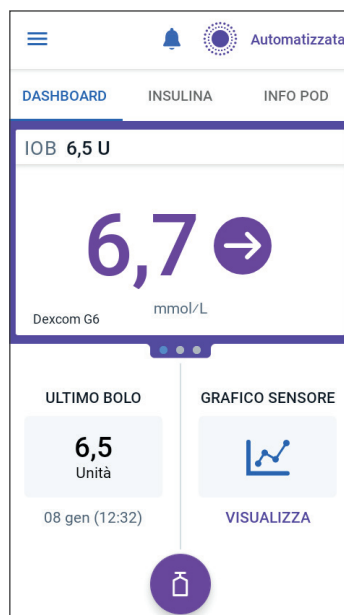 Automatizzata
DASHBOARD INSULINA INFO POD
IOB 6,5 U
6,7
mmol/L
Dexcom G6
ULTIMO BOLO GRAFICO SENSORE
6,5
Unità
08 gen (12:32) VISUALIZZA